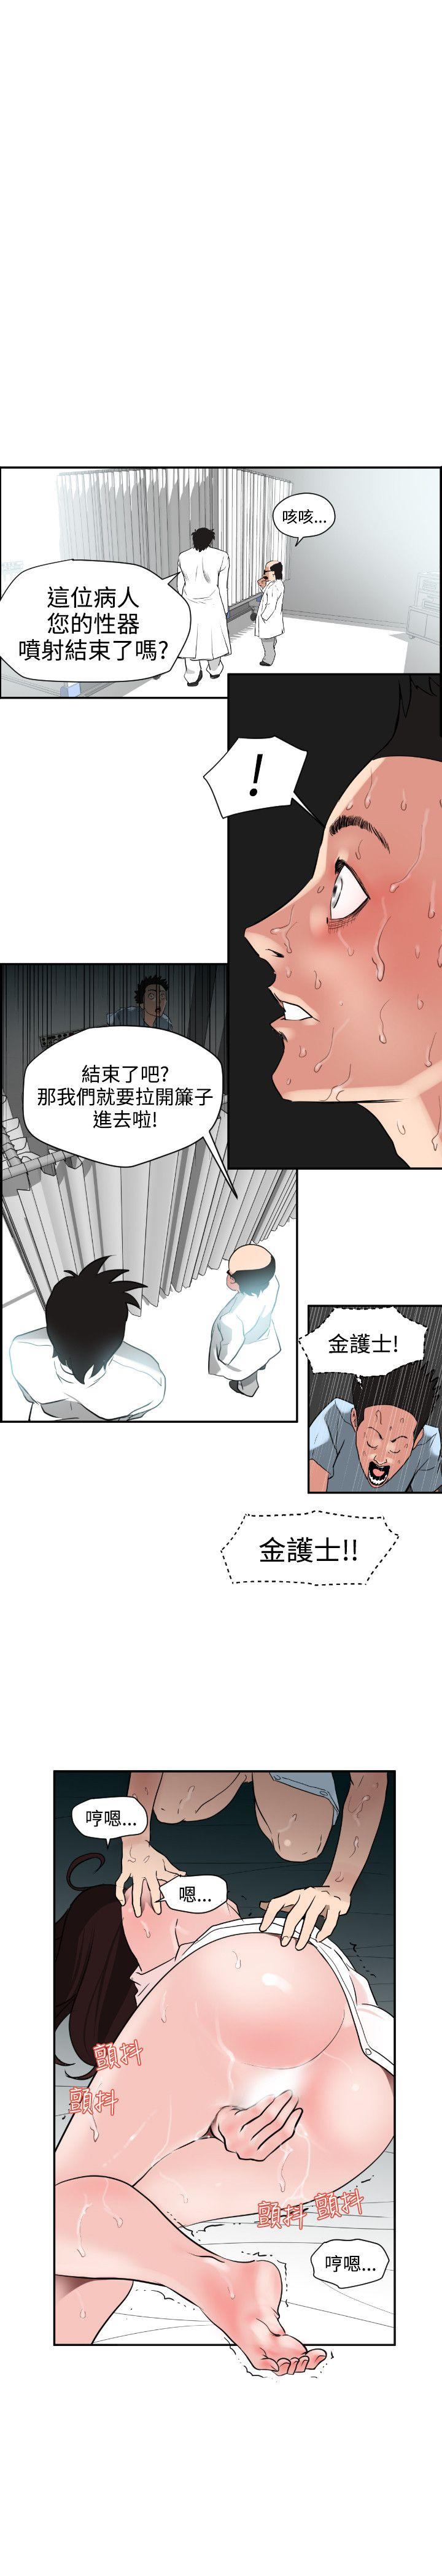 咳咳...
這位病人
您的性器
噴射結束了嗎?
!
結束了吧?
那我們就要拉開簾子
進去啦!
金護士!
金護士!!
哼嗯...
嗯...
顫抖
顫抖
顫抖 顫抖
哼嗯...